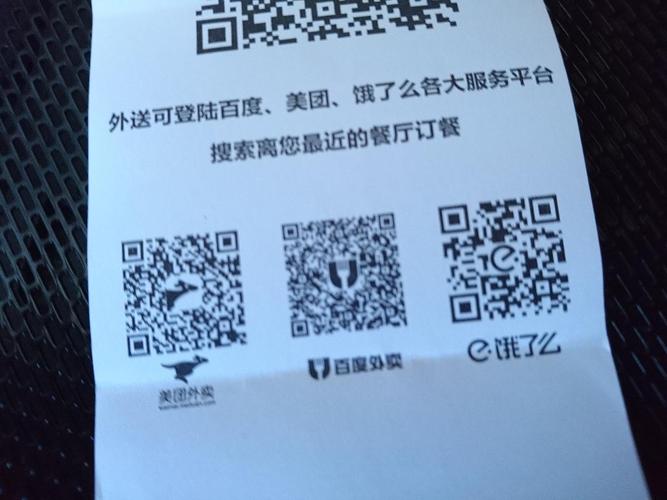 外送可登陆百度、美团、饿了么各大服务平台
搜索离您最近的餐厅订餐
美团外卖
百度外卖
e·饿了么